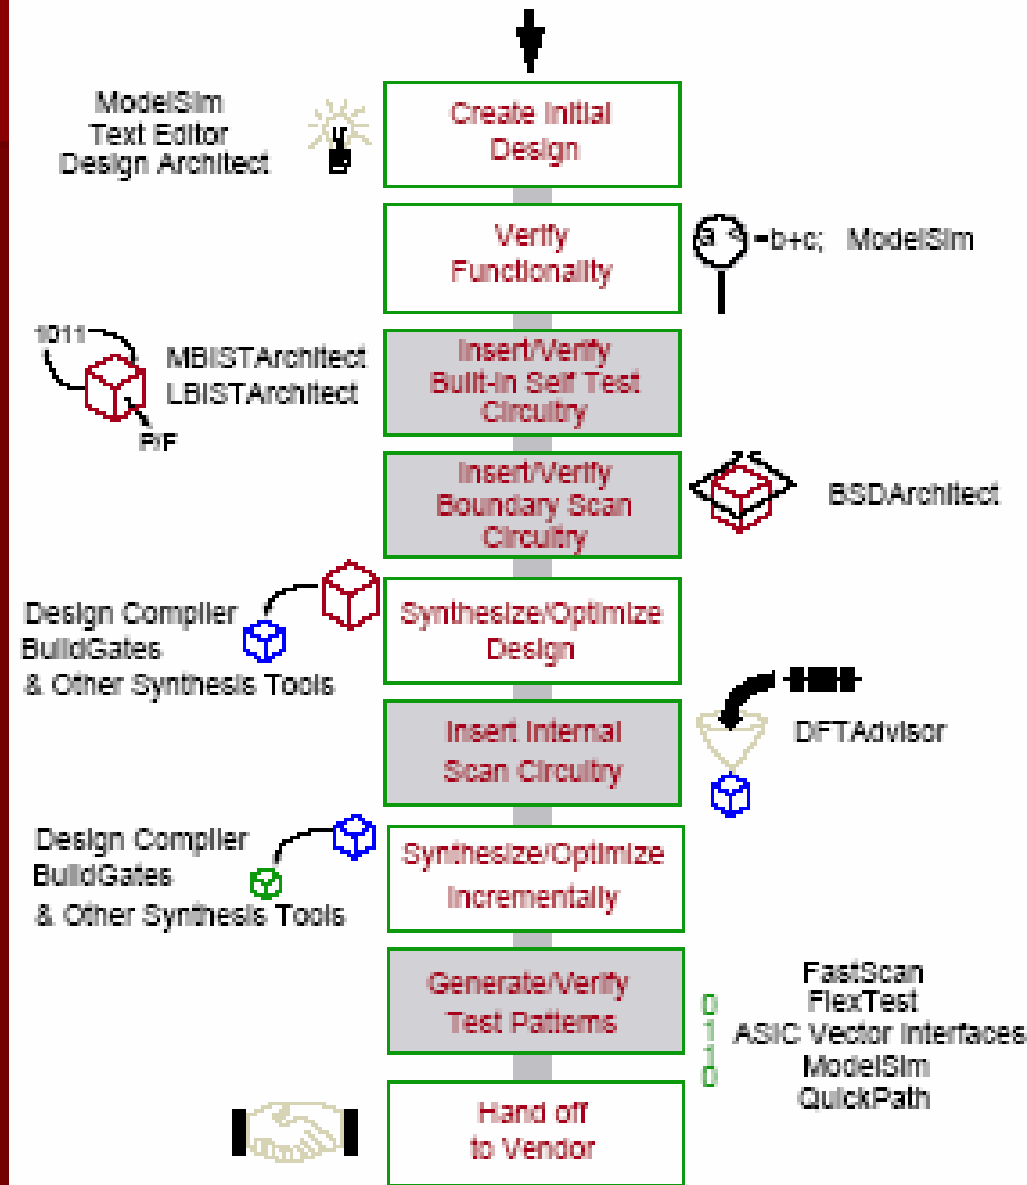 ModelSim
Text Editor
Design Architect
Create Initial
Design
Verify
Functionality
a <=b+c; ModelSim
1011
P/F
MBISTArchitect
LBISTArchitect
Insert/Verify
Built-in Self Test
Circuitry
Insert/Verify
Boundary Scan
Circuitry
BSDArchitect
Design Compiler
BuildGates
& Other Synthesis Tools
Synthesize/Optimize
Design
Insert Internal
Scan Circuitry
DFTAdvisor
Design Compiler
BuildGates
& Other Synthesis Tools
Synthesize/Optimize
Incrementally
Generate/Verify
Test Patterns
0
1
1
0
FastScan
FlexTest
ASIC Vector Interfaces
ModelSim
QuickPath
Hand off
to Vendor